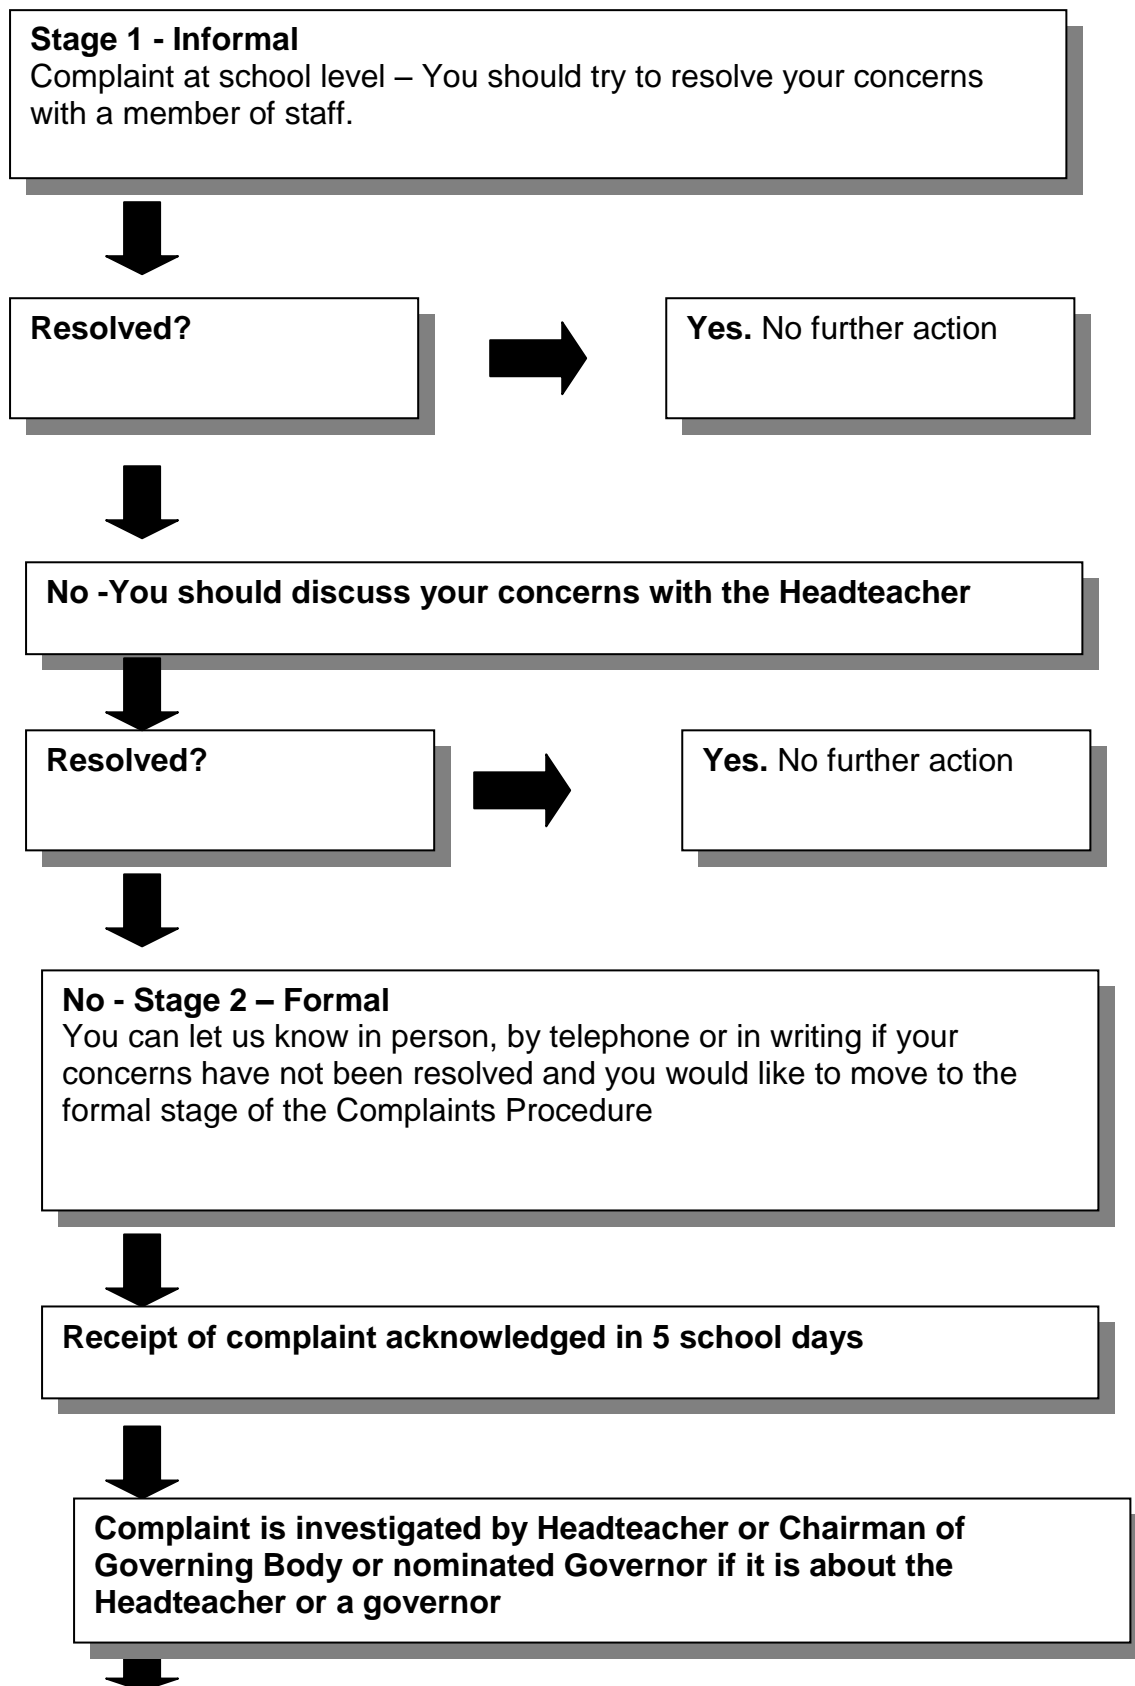 Stage 1 - Informal
Complaint at school level – You should try to resolve your concerns
with a member of staff.
Resolved?
Yes. No further action
No -You should discuss your concerns with the Headteacher
Resolved?
Yes. No further action
No - Stage 2 – Formal
You can let us know in person, by telephone or in writing if your
concerns have not been resolved and you would like to move to the
formal stage of the Complaints Procedure
Receipt of complaint acknowledged in 5 school days
Complaint is investigated by Headteacher or Chairman of
Governing Body or nominated Governor if it is about the
Headteacher or a governor